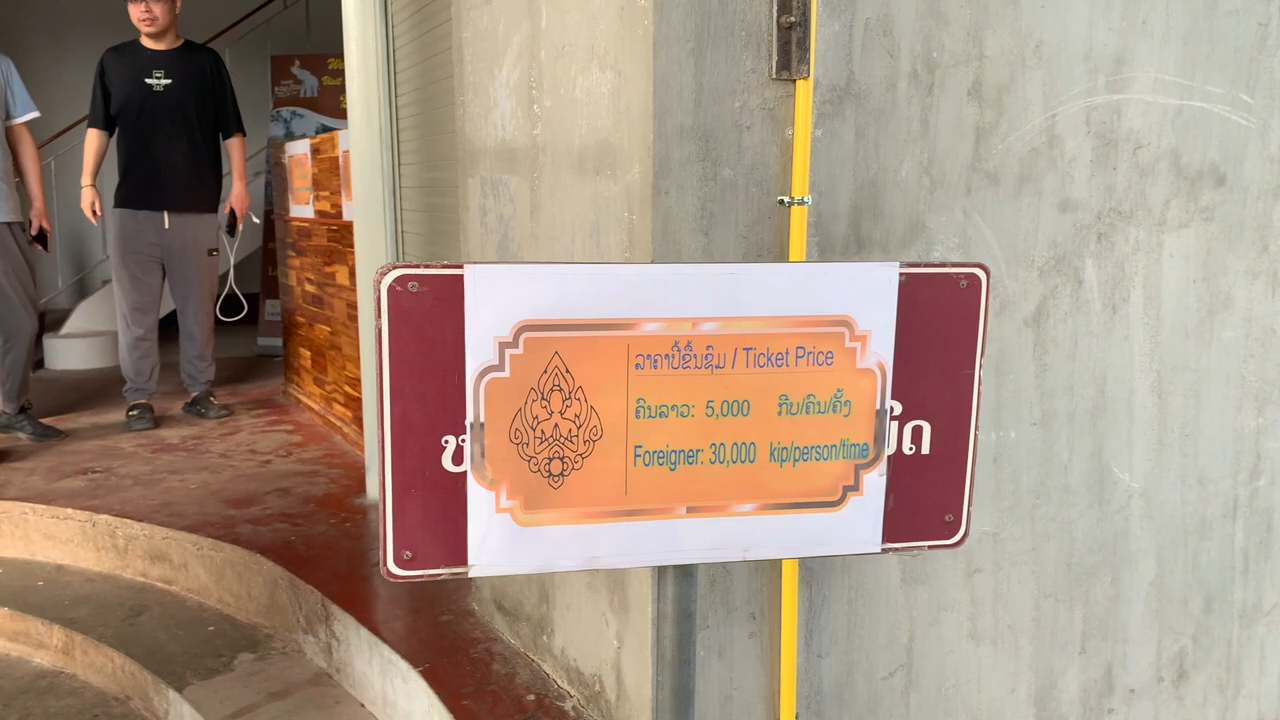 ລາຄາປີ້ຂຶ້ນຊົມ / Ticket Price
ຄົນລາວ: 5,000 ກີບ/ຄົນ/ຄັ້ງ
Foreigner: 30,000 kip/person/time